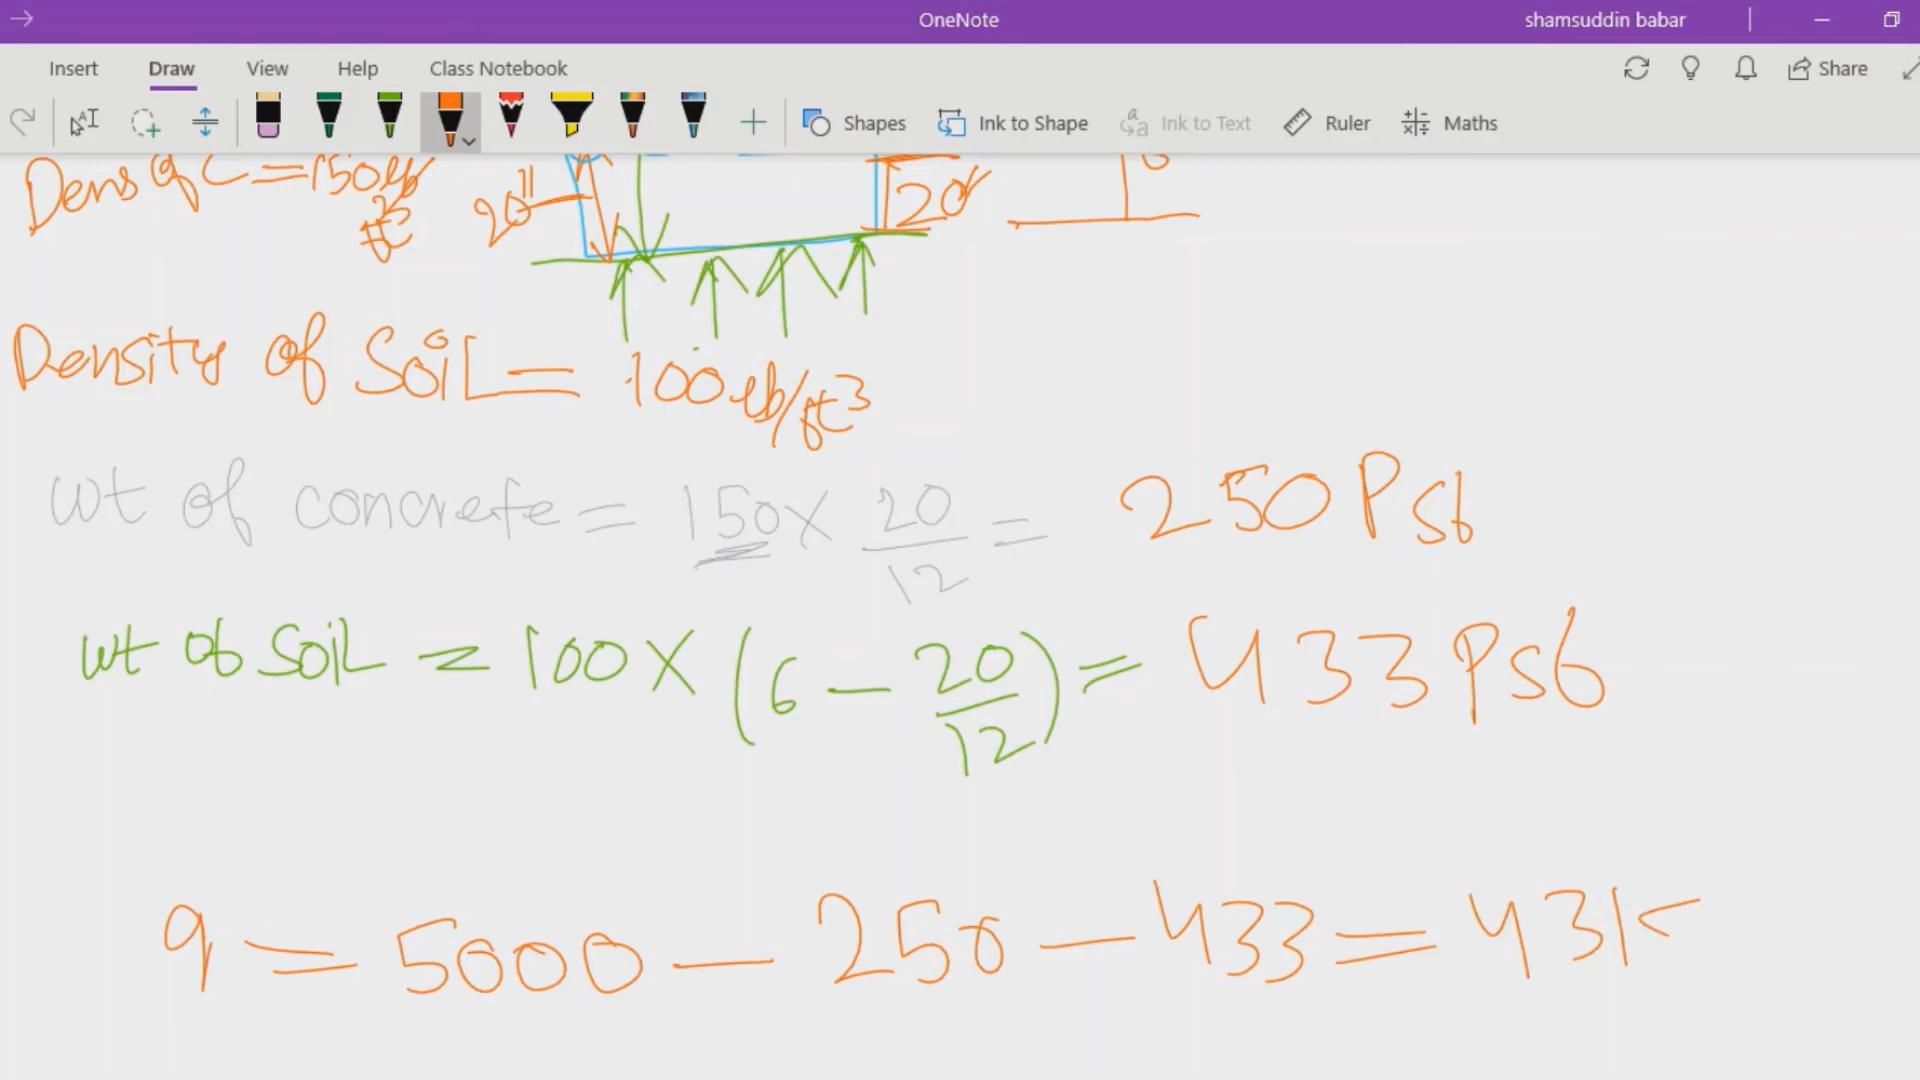 OneNote
shamsuddin babar
Insert Draw View Help Class Notebook
Share
Shapes Ink to Shape Ink to Text Ruler Maths
Dens of C = 150 lb
ft³
20"
20"
Density of Soil = 100 lb/ft³
wt of concrete = 150 X 20/12 = 250 Psf
wt of Soil = 100 X (6 - 20/12) = 433 Psf
q = 5000 - 250 - 433 = 431